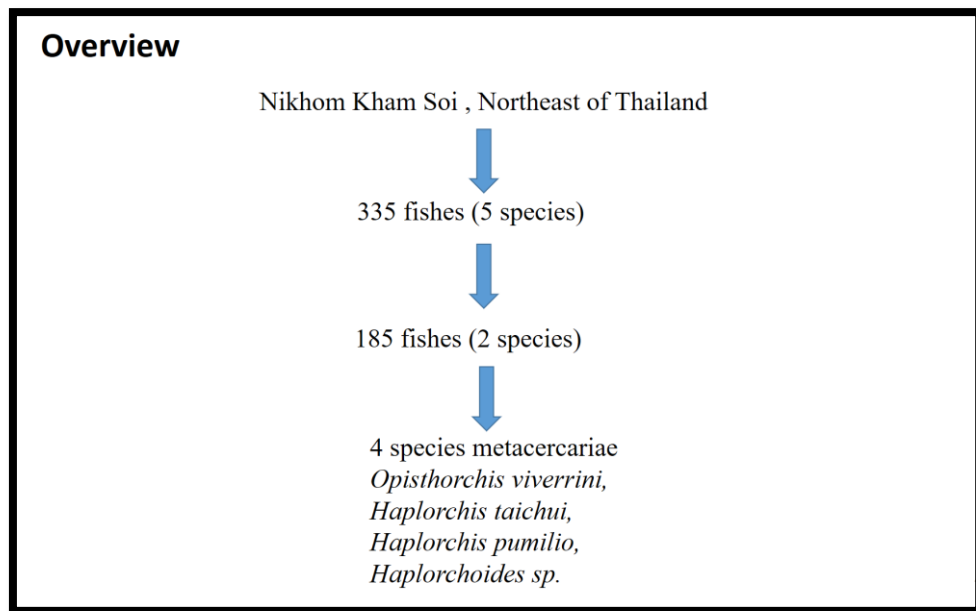 Overview
Nikhom Kham Soi , Northeast of Thailand
335 fishes (5 species)
185 fishes (2 species)
4 species metacercariae
Opisthorchis viverrini,
Haplorchis taichui,
Haplorchis pumilio,
Haplorchoides sp.